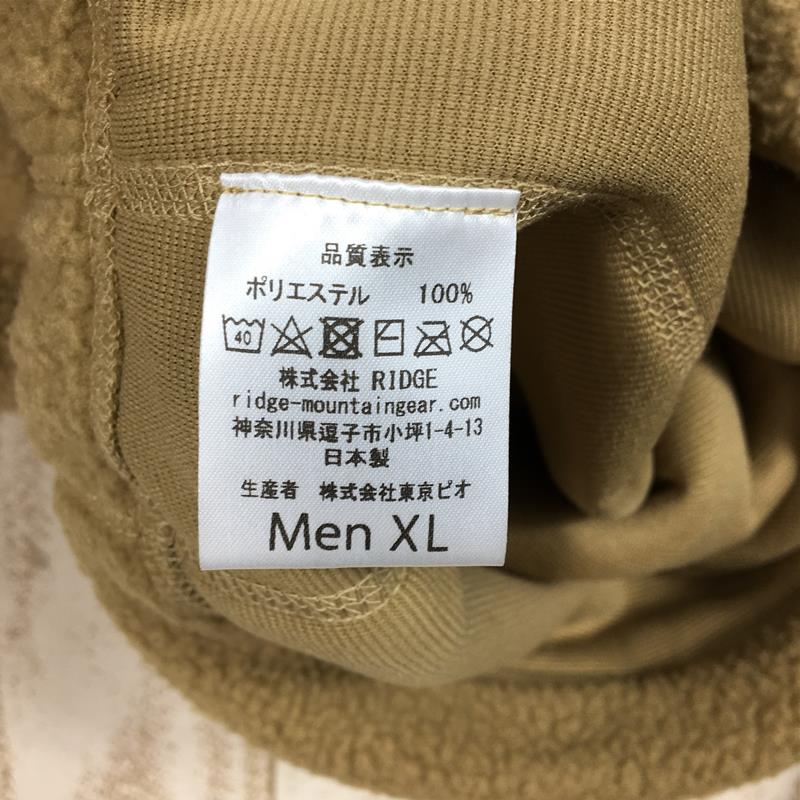 品質表示
ポリエステル 100%
40
株式会社 RIDGE
ridge-mountaingear.com
神奈川県逗子市小坪1-4-13
日本製
生産者 株式会社東京ピオ
Men XL